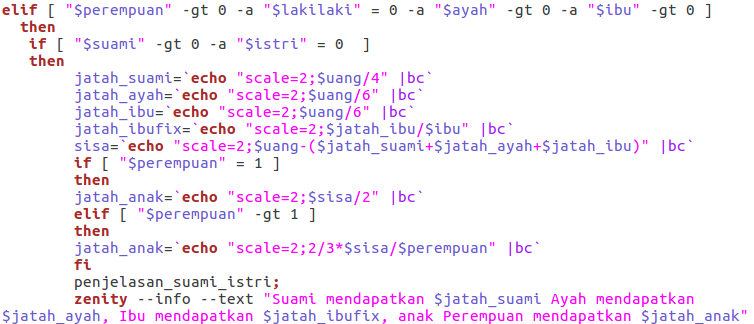 elif [ "$perempuan" -gt 0 -a "$lakilaki" = 0 -a "$ayah" -gt 0 -a "$ibu" -gt 0 ]
then
if [ "$suami" -gt 0 -a "$istri" = 0  ]
then
jatah_suami=`echo "scale=2;$uang/4" |bc`
jatah_ayah=`echo "scale=2;$uang/6" |bc`
jatah_ibu=`echo "scale=2;$uang/6" |bc`
jatah_ibufix=`echo "scale=2;$jatah_ibu/$ibu" |bc`
sisa=`echo "scale=2;$uang-($jatah_suami+$jatah_ayah+$jatah_ibu)" |bc`
if [ "$perempuan" = 1 ]
then
jatah_anak=`echo "scale=2;$sisa/2" |bc`
elif [ "$perempuan" -gt 1 ]
then
jatah_anak=`echo "scale=2;2/3*$sisa/$perempuan" |bc`
fi
penjelasan_suami_istri;
zenity --info --text "Suami mendapatkan $jatah_suami Ayah mendapatkan
$jatah_ayah, Ibu mendapatkan $jatah_ibufix, anak Perempuan mendapatkan $jatah_anak"